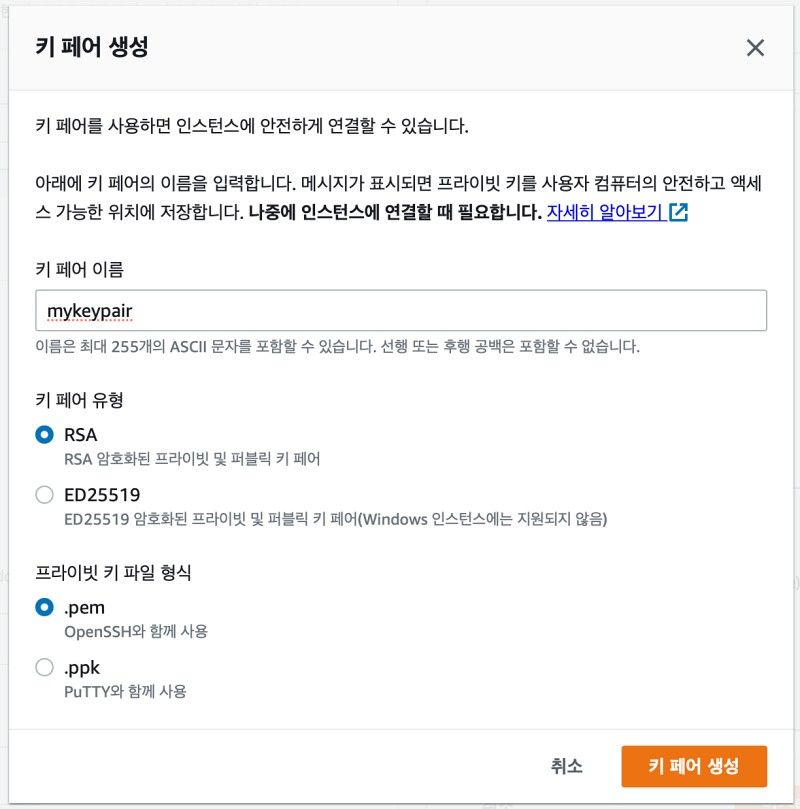 키 페어 생성
키 페어를 사용하면 인스턴스에 안전하게 연결할 수 있습니다.
아래에 키 페어의 이름을 입력합니다. 메시지가 표시되면 프라이빗 키를 사용자 컴퓨터의 안전하고 액세
스 가능한 위치에 저장합니다. 나중에 인스턴스에 연결할 때 필요합니다. 자세히 알아보기
키 페어 이름
mykeypair
이름은 최대 255개의 ASCII 문자를 포함할 수 있습니다. 선행 또는 후행 공백은 포함할 수 없습니다.
키 페어 유형
RSA
RSA 암호화된 프라이빗 및 퍼블릭 키 페어
ED25519
ED25519 암호화된 프라이빗 및 퍼블릭 키 페어(Windows 인스턴스에는 지원되지 않음)
프라이빗 키 파일 형식
.pem
OpenSSH와 함께 사용
.ppk
PuTTY와 함께 사용
취소
키 페어 생성